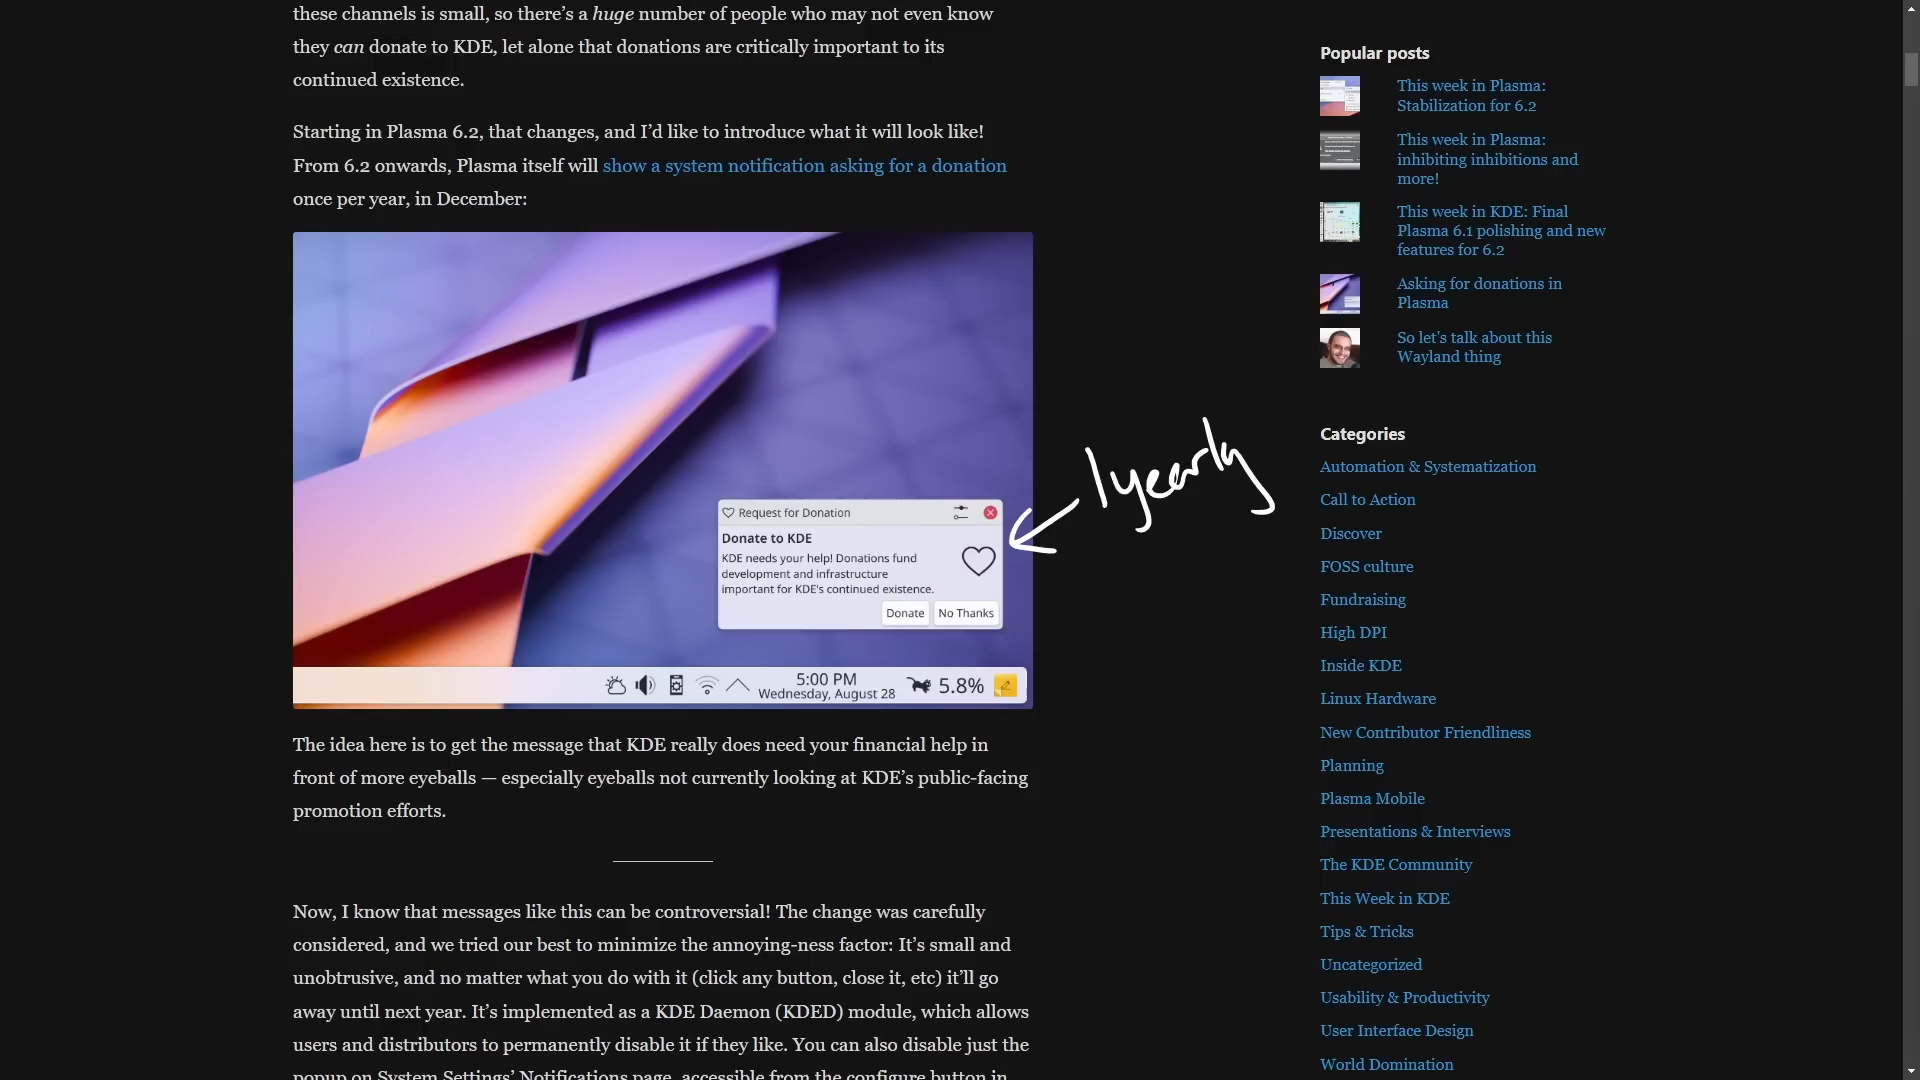 these channels is small, so there’s a huge number of people who may not even know
they can donate to KDE, let alone that donations are critically important to its
continued existence.
Starting in Plasma 6.2, that changes, and I’d like to introduce what it will look like!
From 6.2 onwards, Plasma itself will show a system notification asking for a donation
once per year, in December:
Request for Donation
Donate to KDE
KDE needs your help! Donations fund
development and infrastructure
important for KDE's continued existence.
Donate No Thanks
5:00 PM
Wednesday, August 28
5.8%
1 yearly
The idea here is to get the message that KDE really does need your financial help in
front of more eyeballs — especially eyeballs not currently looking at KDE’s public-facing
promotion efforts.
Now, I know that messages like this can be controversial! The change was carefully
considered, and we tried our best to minimize the annoying-ness factor: It’s small and
unobtrusive, and no matter what you do with it (click any button, close it, etc) it’ll go
away until next year. It’s implemented as a KDE Daemon (KDED) module, which allows
users and distributors to permanently disable it if they like. You can also disable just the
popup on System Settings’ Notifications page, accessible from the configure button in
Popular posts
This week in Plasma:
Stabilization for 6.2
This week in Plasma:
inhibiting inhibitions and
more!
This week in KDE: Final
Plasma 6.1 polishing and new
features for 6.2
Asking for donations in
Plasma
So let's talk about this
Wayland thing
Categories
Automation & Systematization
Call to Action
Discover
FOSS culture
Fundraising
High DPI
Inside KDE
Linux Hardware
New Contributor Friendliness
Planning
Plasma Mobile
Presentations & Interviews
The KDE Community
This Week in KDE
Tips & Tricks
Uncategorized
Usability & Productivity
User Interface Design
World Domination